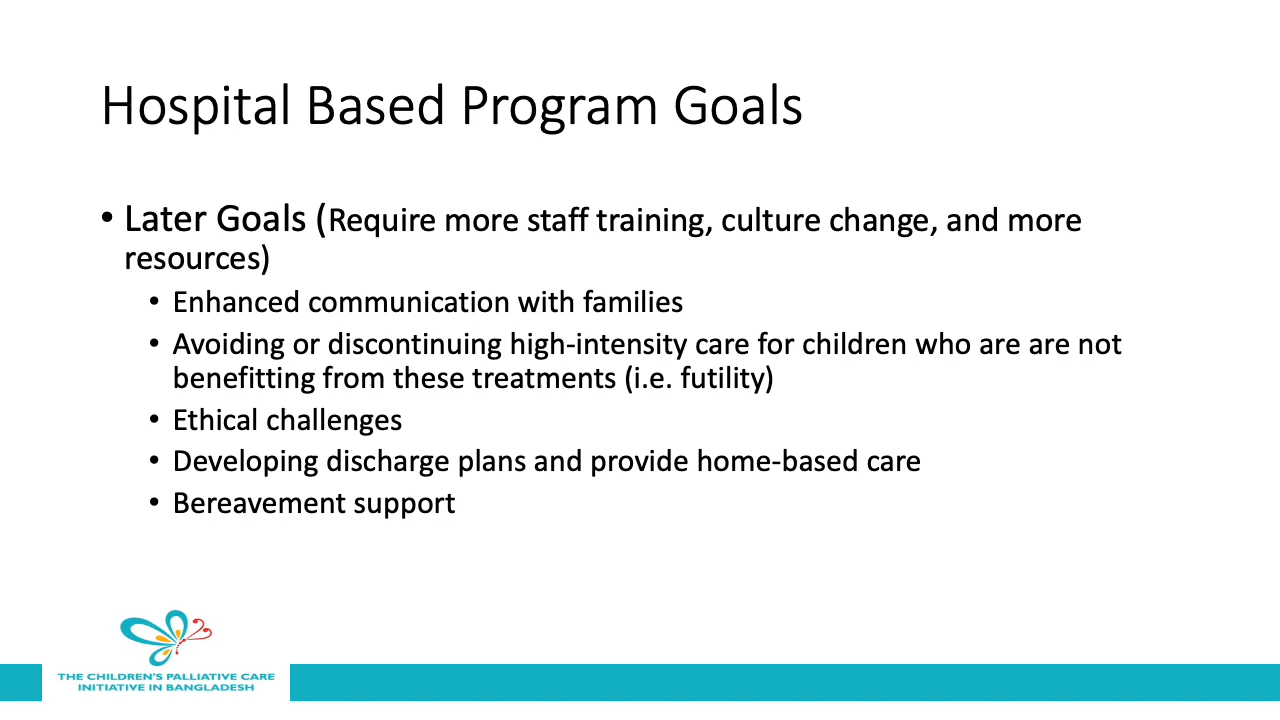 Hospital Based Program Goals
• Later Goals (Require more staff training, culture change, and more
resources)
• Enhanced communication with families
• Avoiding or discontinuing high-intensity care for children who are are not
benefitting from these treatments (i.e. futility)
• Ethical challenges
• Developing discharge plans and provide home-based care
• Bereavement support
THE CHILDREN'S PALLIATIVE CARE
INITIATIVE IN BANGLADESH